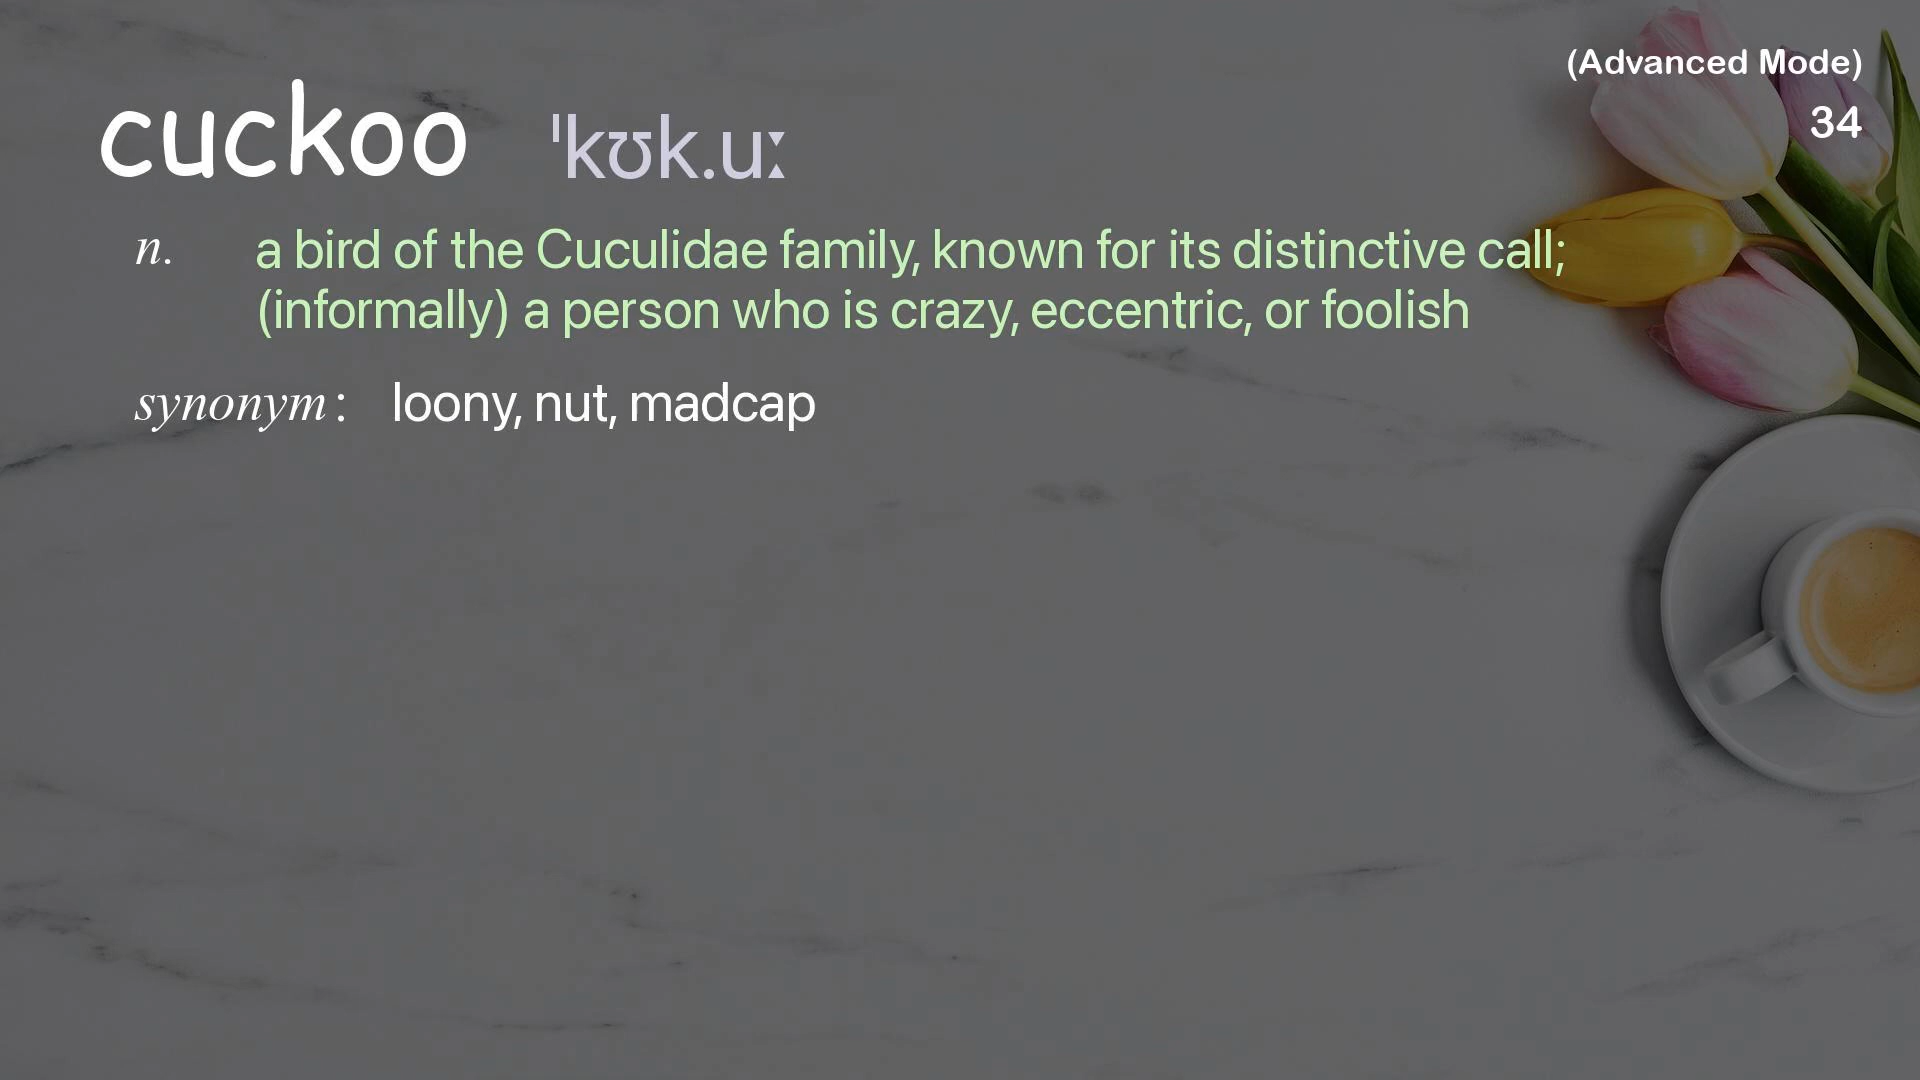 (Advanced Mode)
34
cuckoo ˈkʊk.uː
n. a bird of the Cuculidae family, known for its distinctive call;
(informally) a person who is crazy, eccentric, or foolish
synonym: loony, nut, madcap